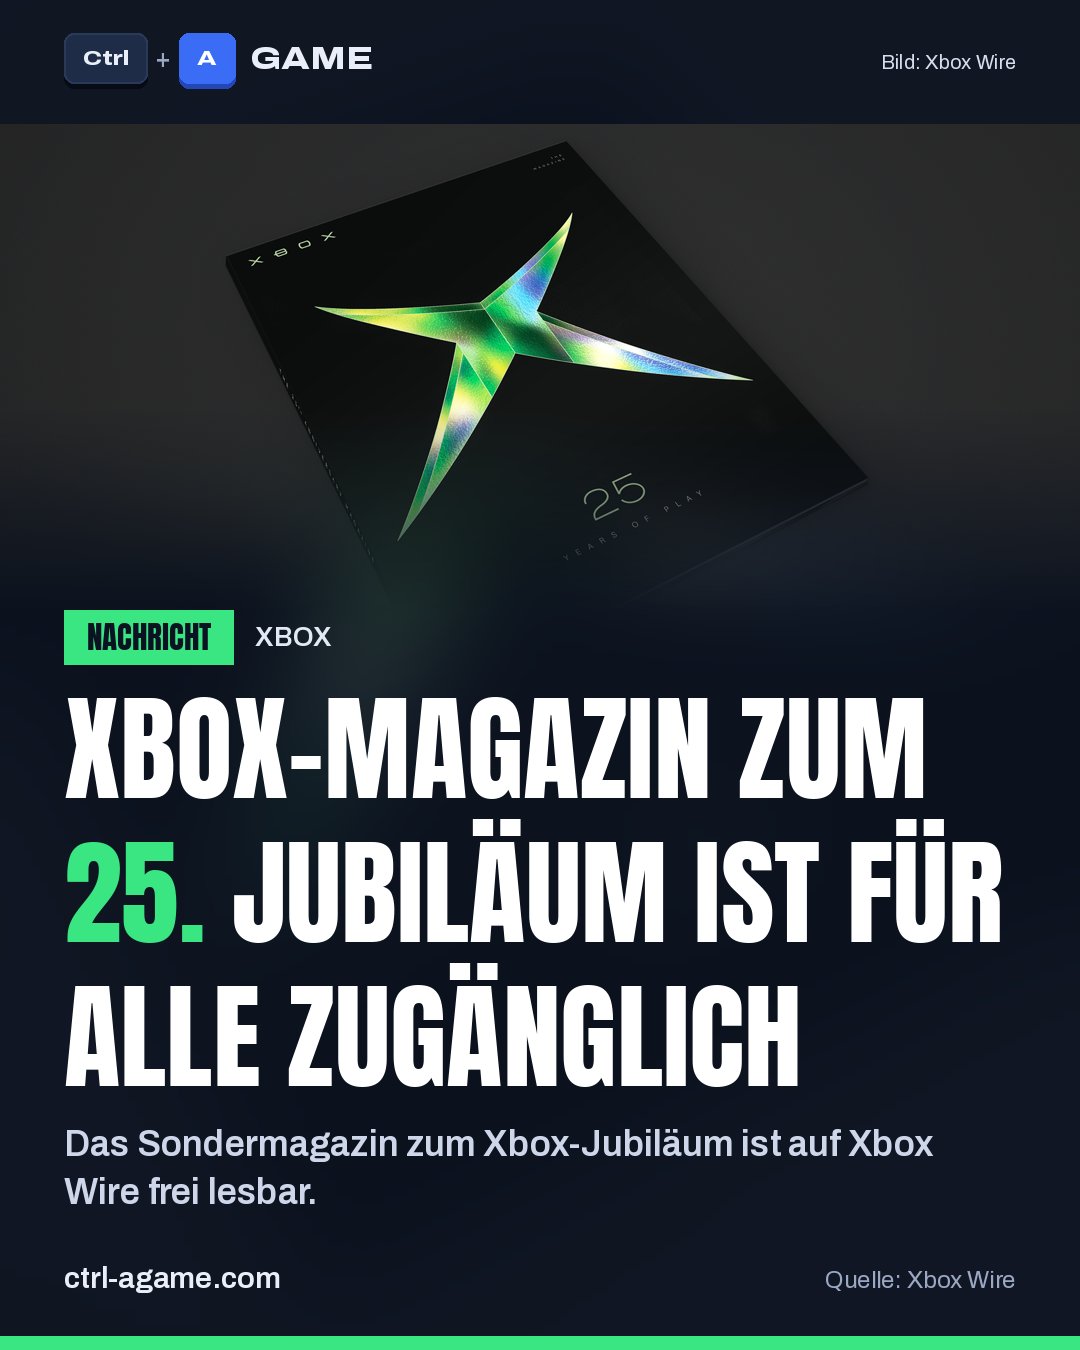 Ctrl + A GAME
Bild: Xbox Wire
THE
MAGAZINE
XBOX
25
YEARS OF PLAY
NACHRICHT XBOX
XBOX-MAGAZIN ZUM
25. JUBILÄUM IST FÜR
ALLE ZUGÄNGLICH
Das Sondermagazin zum Xbox-Jubiläum ist auf Xbox
Wire frei lesbar.
ctrl-agame.com
Quelle: Xbox Wire